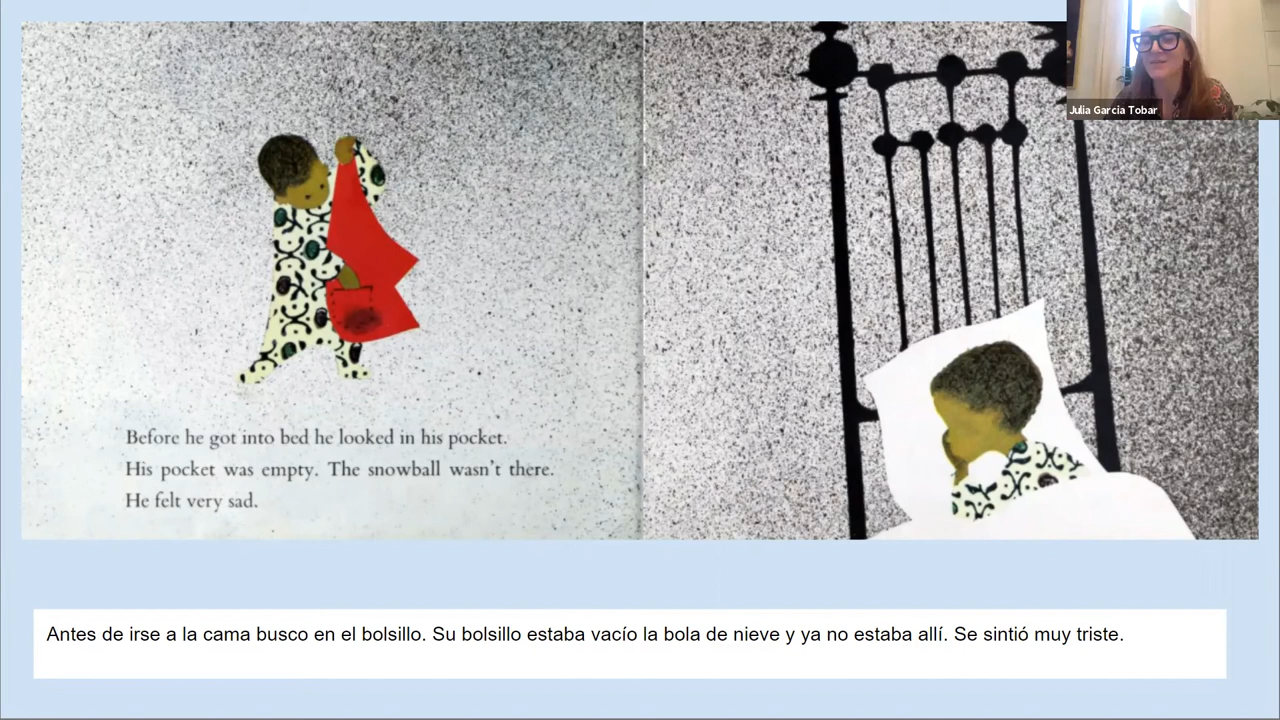 Julia Garcia Tobar
Before he got into bed he looked in his pocket.
His pocket was empty. The snowball wasn't there.
He felt very sad.
Antes de irse a la cama busco en el bolsillo. Su bolsillo estaba vacío la bola de nieve y ya no estaba allí. Se sintió muy triste.